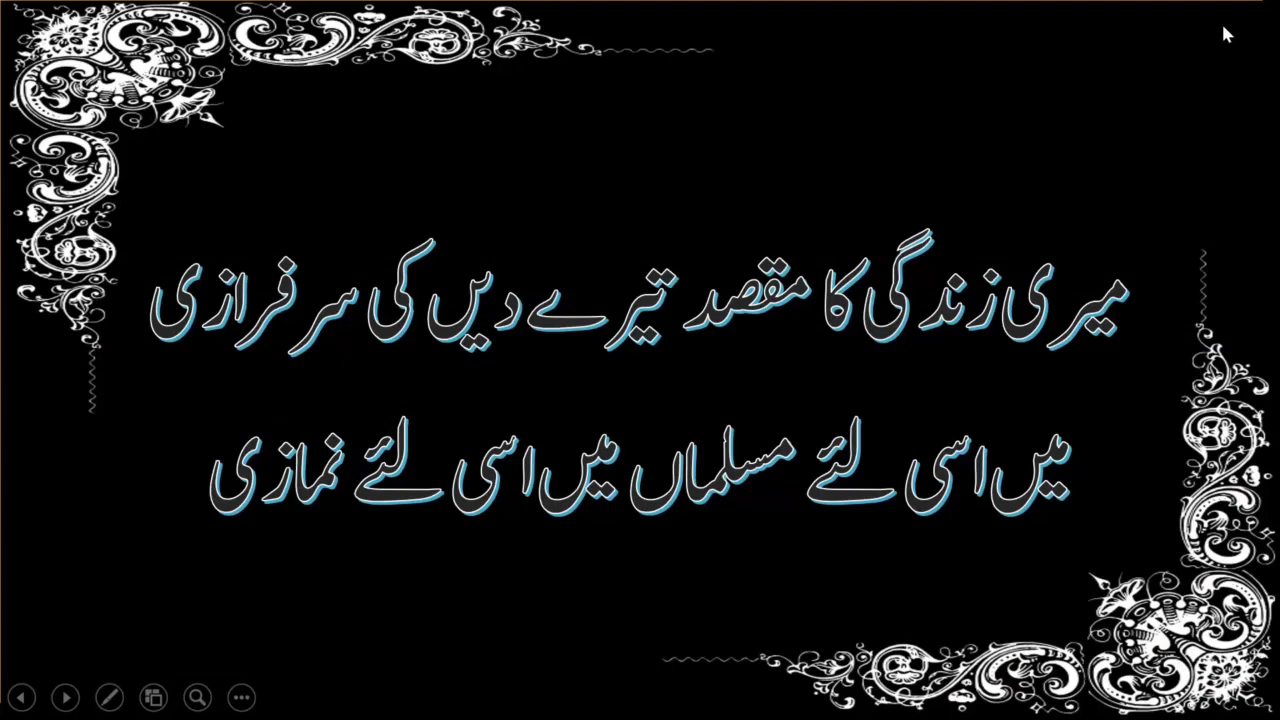 میری زندگی کا مقصد تیرے دیں کی سرفرازی
میں اسی لئے مسلماں میں اسی لئے نمازی